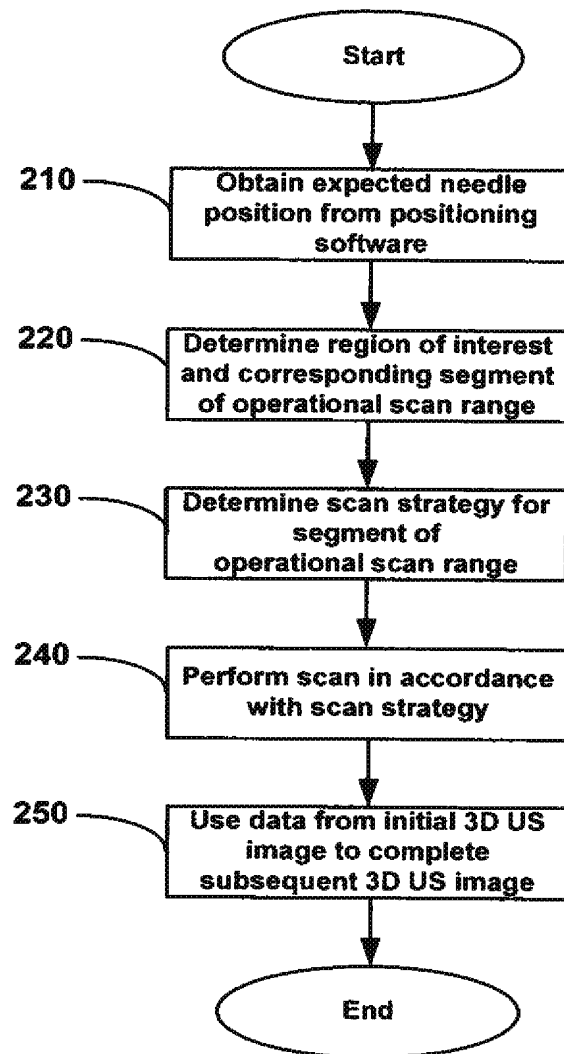 Start
210
Obtain expected needle
position from positioning
software
220
Determine region of interest
and corresponding segment
of operational scan range
230
Determine scan strategy for
segment of
operational scan range
240
Perform scan in accordance
with scan strategy
250
Use data from initial 3D US
image to complete
subsequent 3D US image
End